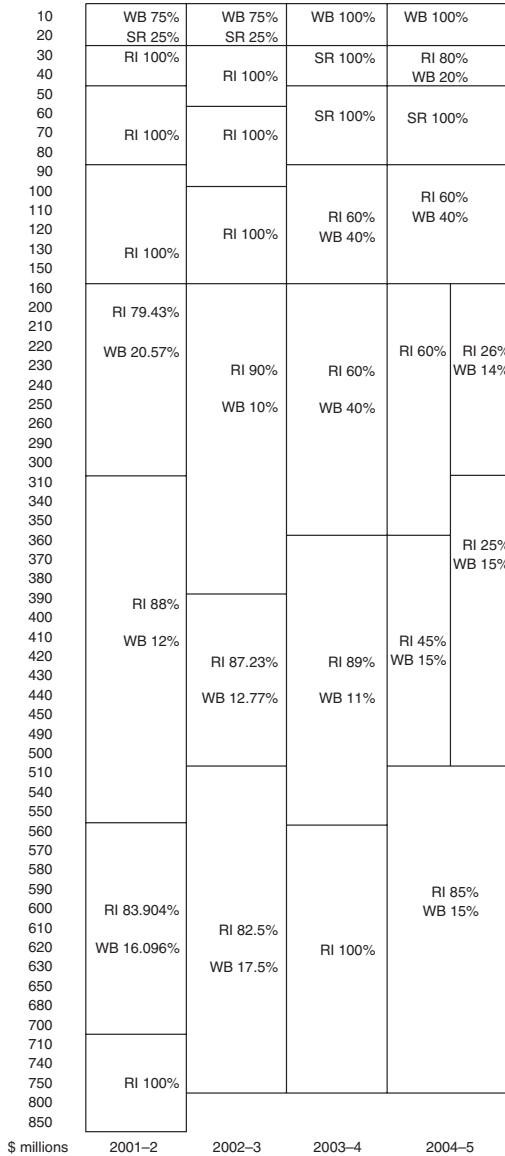 10
20
30
40
50
60
70
80
90
100
110
120
130
150
160
200
210
220
230
240
250
260
290
300
310
340
350
360
370
380
390
400
410
420
430
440
450
490
500
510
540
550
560
570
580
590
600
610
620
630
650
680
700
710
740
750
800
850
WB 75%
SR 25%
RI 100%
RI 100%
RI 100%
RI 79.43%
WB 20.57%
RI 88%
WB 12%
RI 83.904%
WB 16.096%
RI 100%
WB 75%
SR 25%
RI 100%
RI 100%
RI 100%
RI 90%
WB 10%
RI 87.23%
WB 12.77%
RI 82.5%
WB 17.5%
WB 100%
SR 100%
SR 100%
RI 60%
WB 40%
RI 60%
WB 40%
RI 89%
WB 11%
RI 100%
WB 100%
RI 80%
WB 20%
SR 100%
RI 60%
WB 40%
RI 60%
RI 26%
WB 14%
RI 25%
WB 15%
RI 45%
WB 15%
RI 85%
WB 15%
$ millions 2001–2 2002–3 2003–4 2004–5